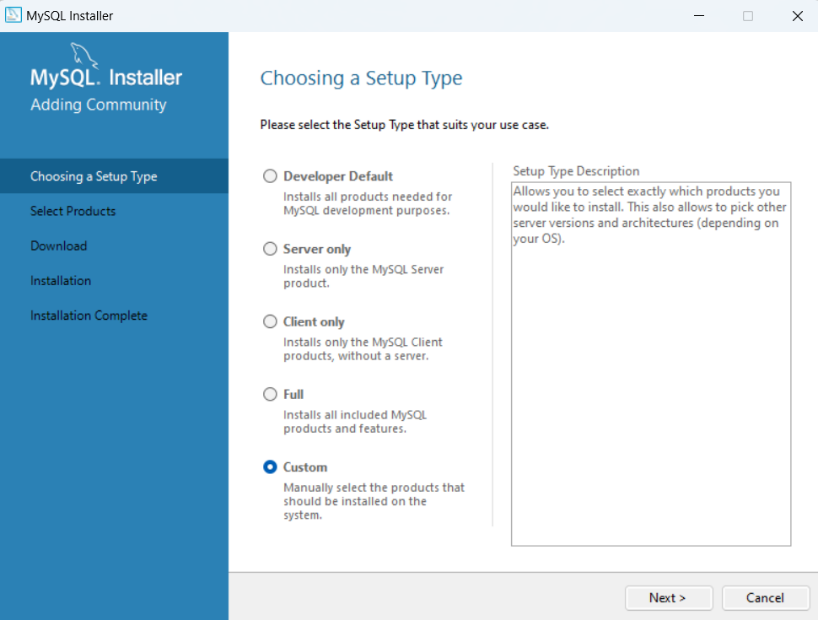 MySQL Installer
MySQL. Installer
Adding Community
Choosing a Setup Type
Select Products
Download
Installation
Installation Complete
Choosing a Setup Type
Please select the Setup Type that suits your use case.
Developer Default
Installs all products needed for
MySQL development purposes.
Server only
Installs only the MySQL Server
product.
Client only
Installs only the MySQL Client
products, without a server.
Full
Installs all included MySQL
products and features.
Custom
Manually select the products that
should be installed on the
system.
Setup Type Description
Allows you to select exactly which products you
would like to install. This also allows to pick other
server versions and architectures (depending on
your OS).
Next >
Cancel